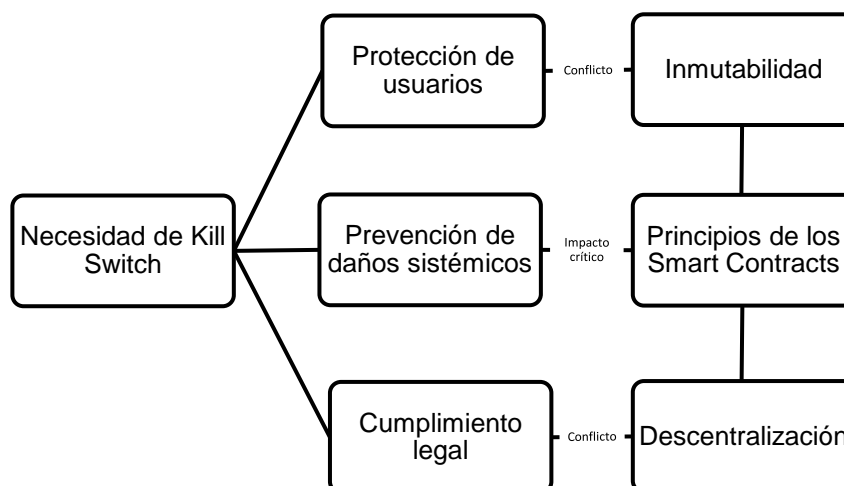 Protección de
usuarios
Conflicto
Inmutabilidad
Necesidad de Kill
Switch
Prevención de
daños sistémicos
Impacto
crítico
Principios de los
Smart Contracts
Cumplimiento
legal
Conflicto
Descentralización